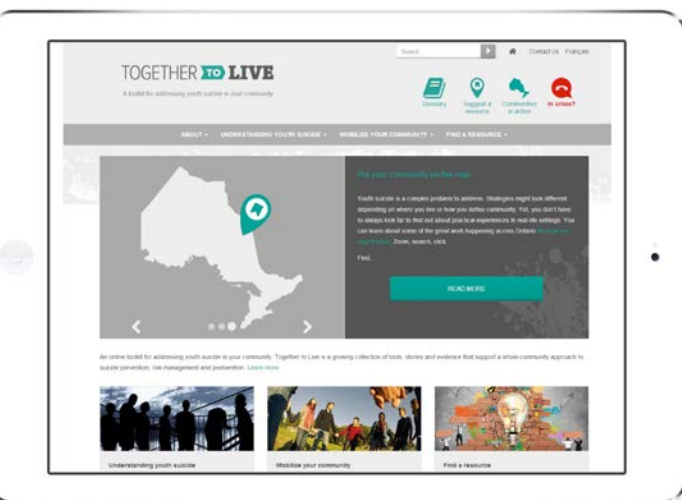 Search
Contact Us Français
TOGETHER TO LIVE
A toolkit for addressing youth suicide in your community
Glossary
Suggest a resource
Communities in action
In crisis?
ABOUT
UNDERSTANDING YOUTH SUICIDE
MOBILIZE YOUR COMMUNITY
FIND A RESOURCE
Put your community on the map
Youth suicide is a complex problem to address. Strategies might look different
depending on where you live or how you define community. Yet, you don't have
to always look far to find out about practical experiences in real-life settings. You
can learn about some of the great work happening across Ontario
Zoom, search, click.
Find...
READ MORE
An online toolkit for addressing youth suicide in your community. Together to Live is a growing collection of tools, stories and evidence that support a whole-community approach to
suicide prevention, risk management and postvention. Learn more
Understanding youth suicide
Mobilize your community
Find a resource